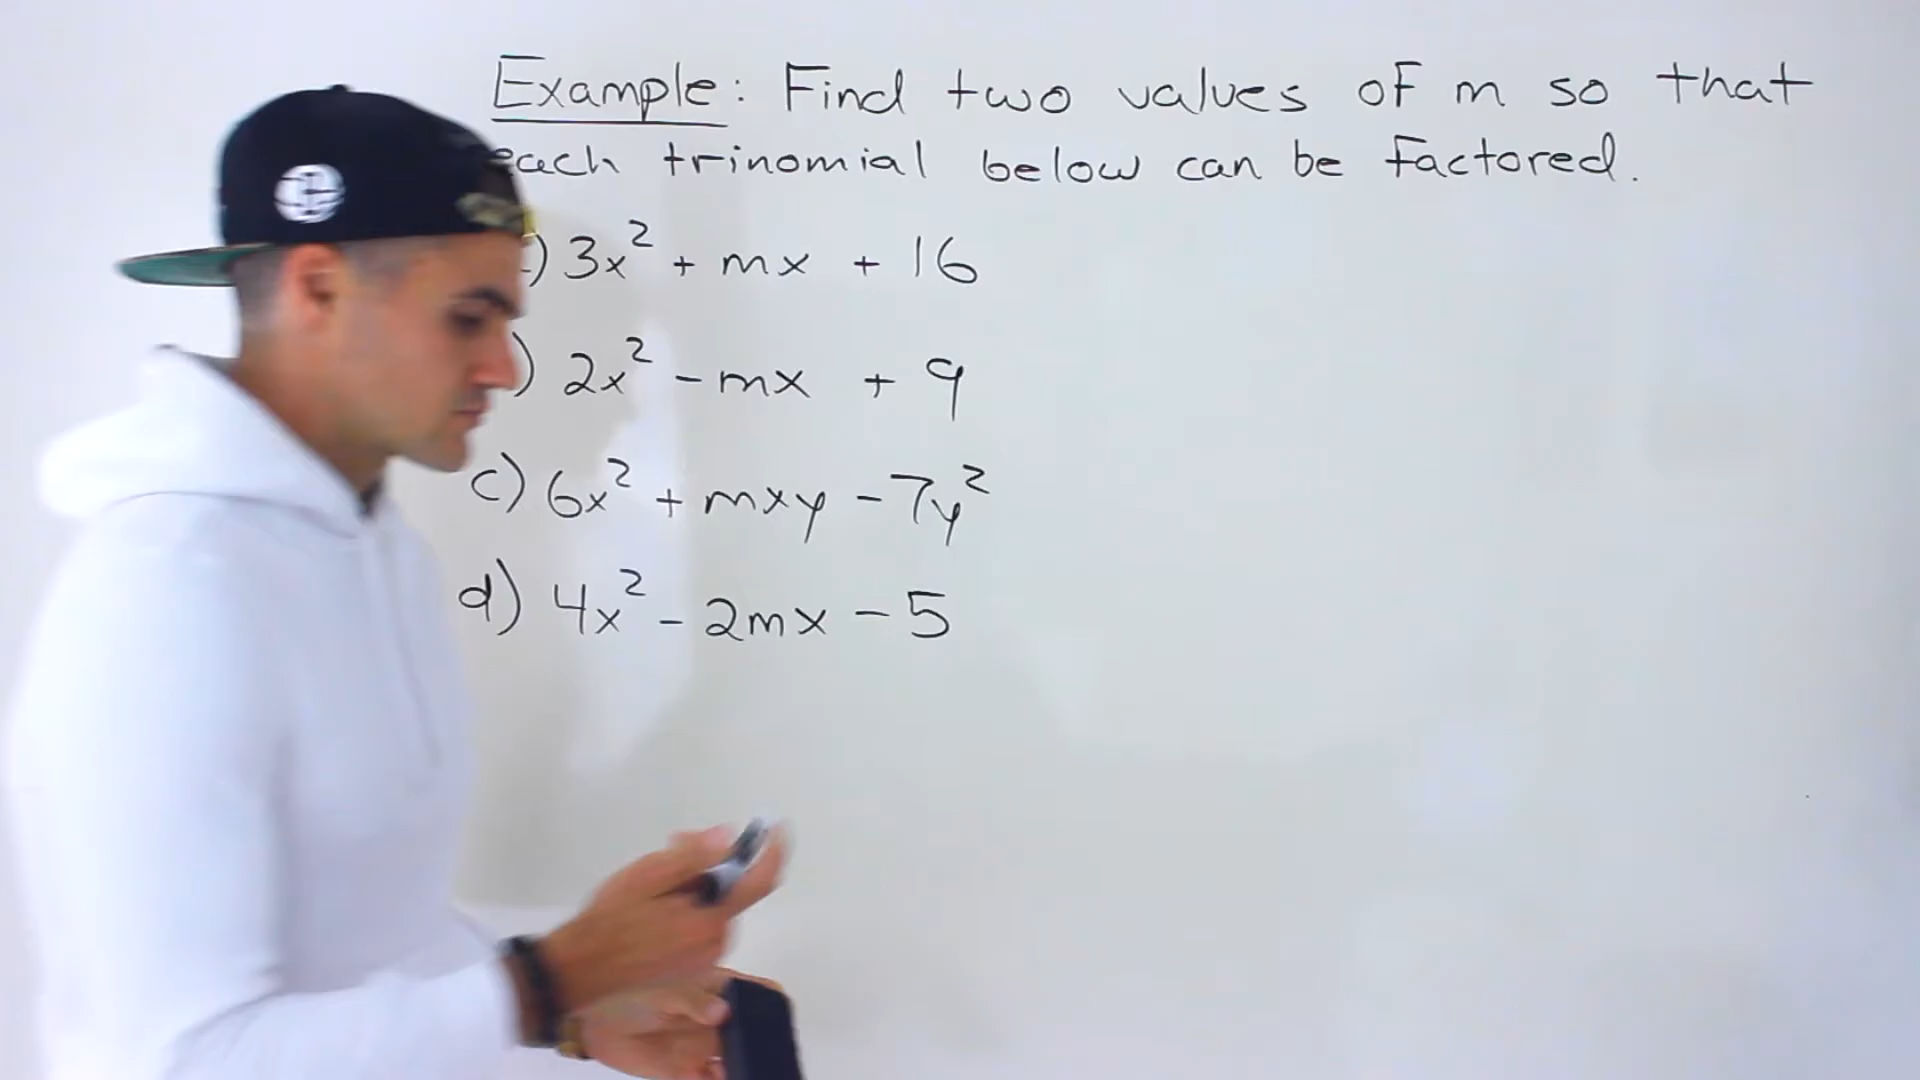 Example: Find two values of m so that
each trinomial below can be factored.
) 3x² + mx + 16
) 2x² - mx + 9
c) 6x² + mxy - 7y²
d) 4x² - 2mx - 5